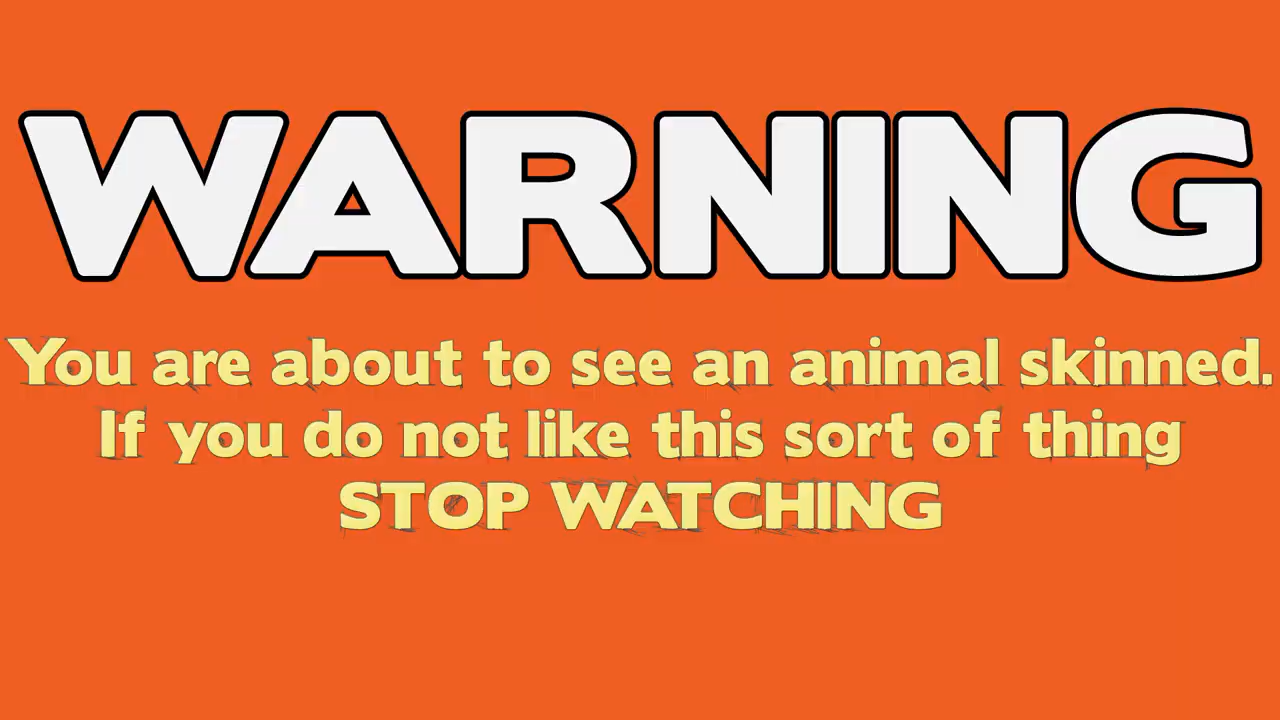 WARNING
You are about to see an animal skinned.
If you do not like this sort of thing
STOP WATCHING